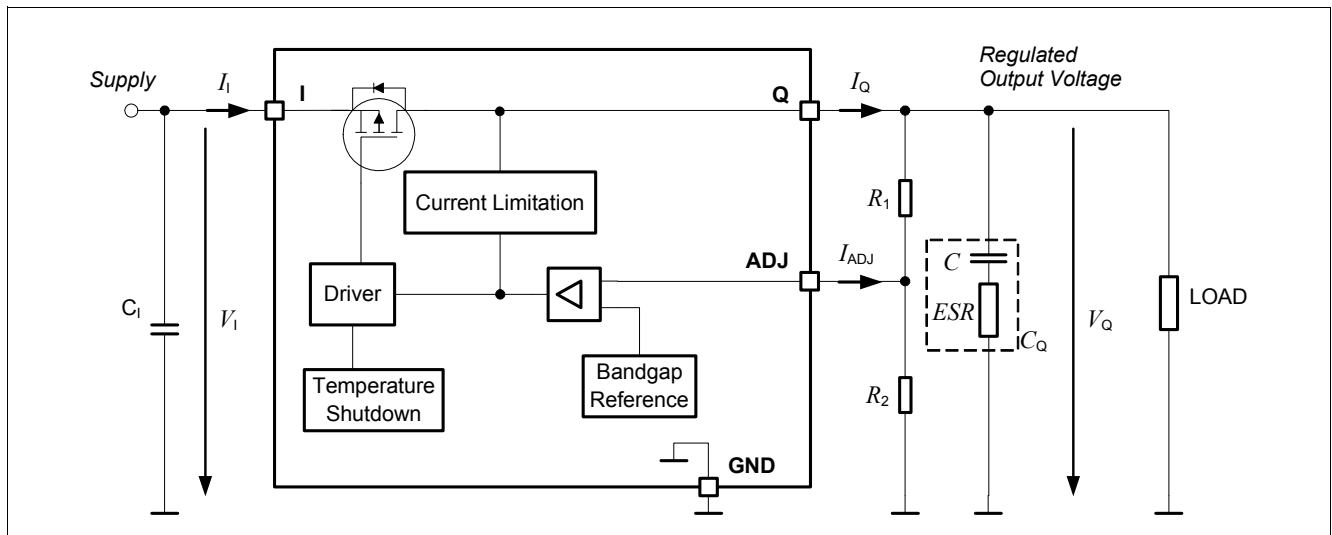 Supply
I_I
I
Q
I_Q
Regulated
Output Voltage
Current Limitation
R_1
ADJ
I_ADJ
Driver
C
ESR
C_Q
LOAD
C_I
V_I
V_Q
Temperature
Shutdown
Bandgap
Reference
R_2
GND